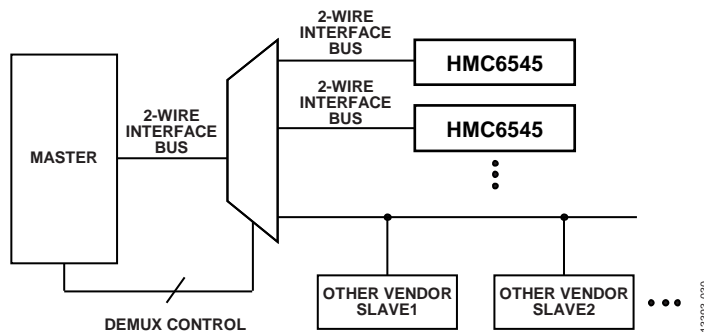 2-WIRE
INTERFACE
BUS
HMC6545
2-WIRE
INTERFACE
BUS
HMC6545
2-WIRE
INTERFACE
BUS
MASTER
OTHER VENDOR
SLAVE1
OTHER VENDOR
SLAVE2
DEMUX CONTROL